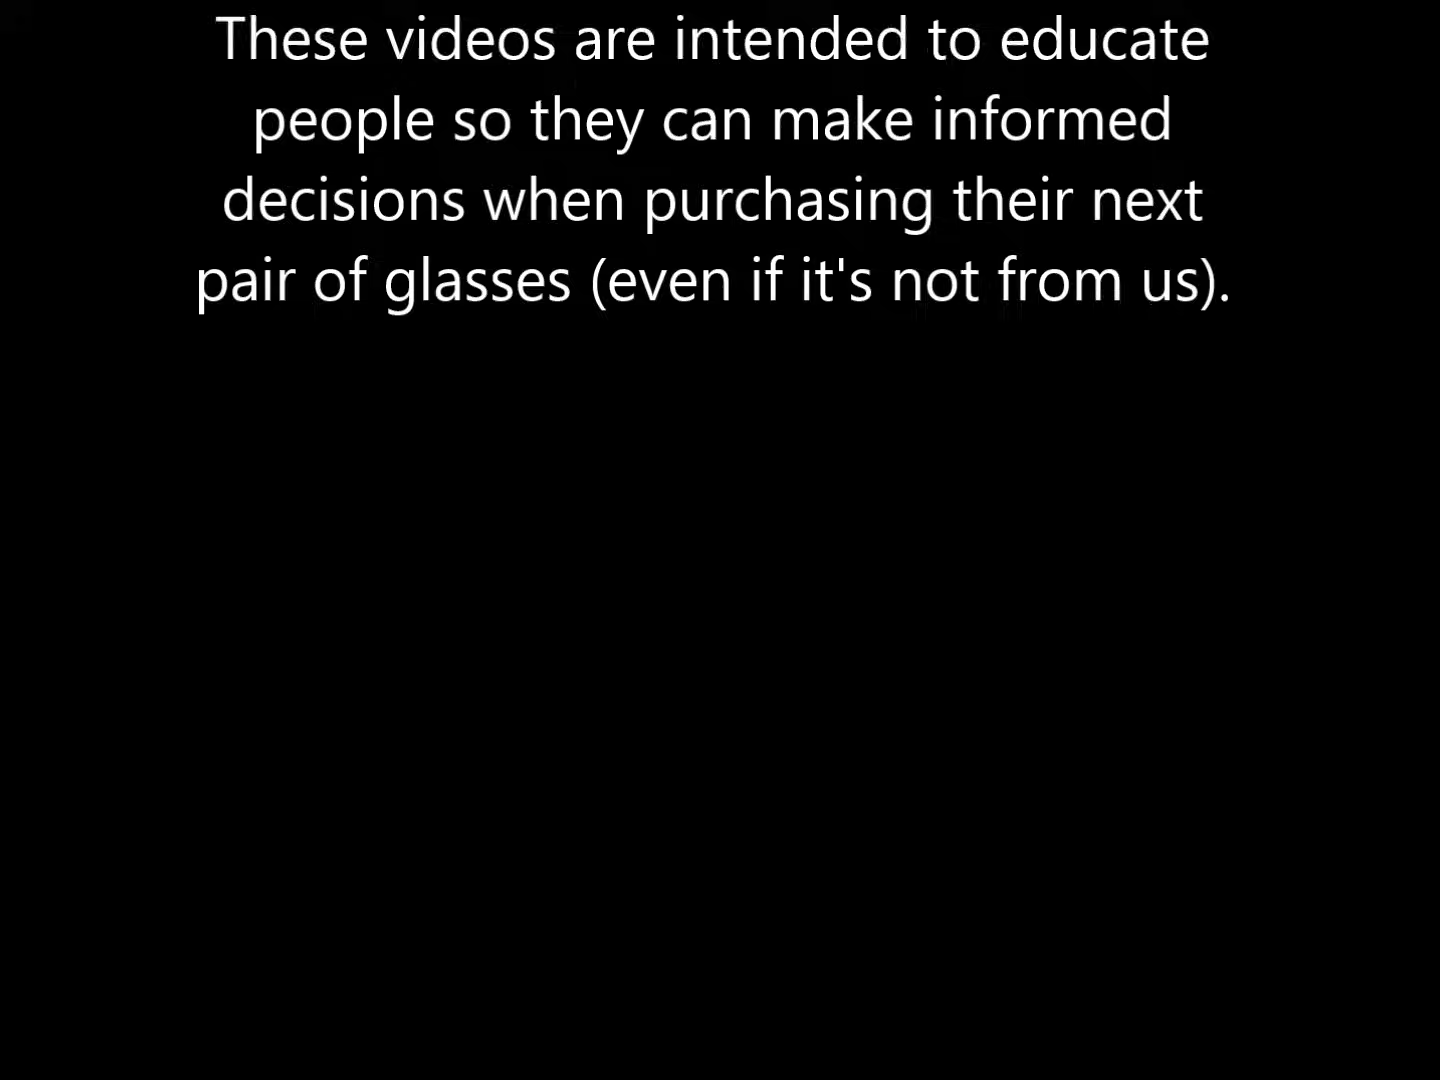 These videos are intended to educate
people so they can make informed
decisions when purchasing their next
pair of glasses (even if it's not from us).